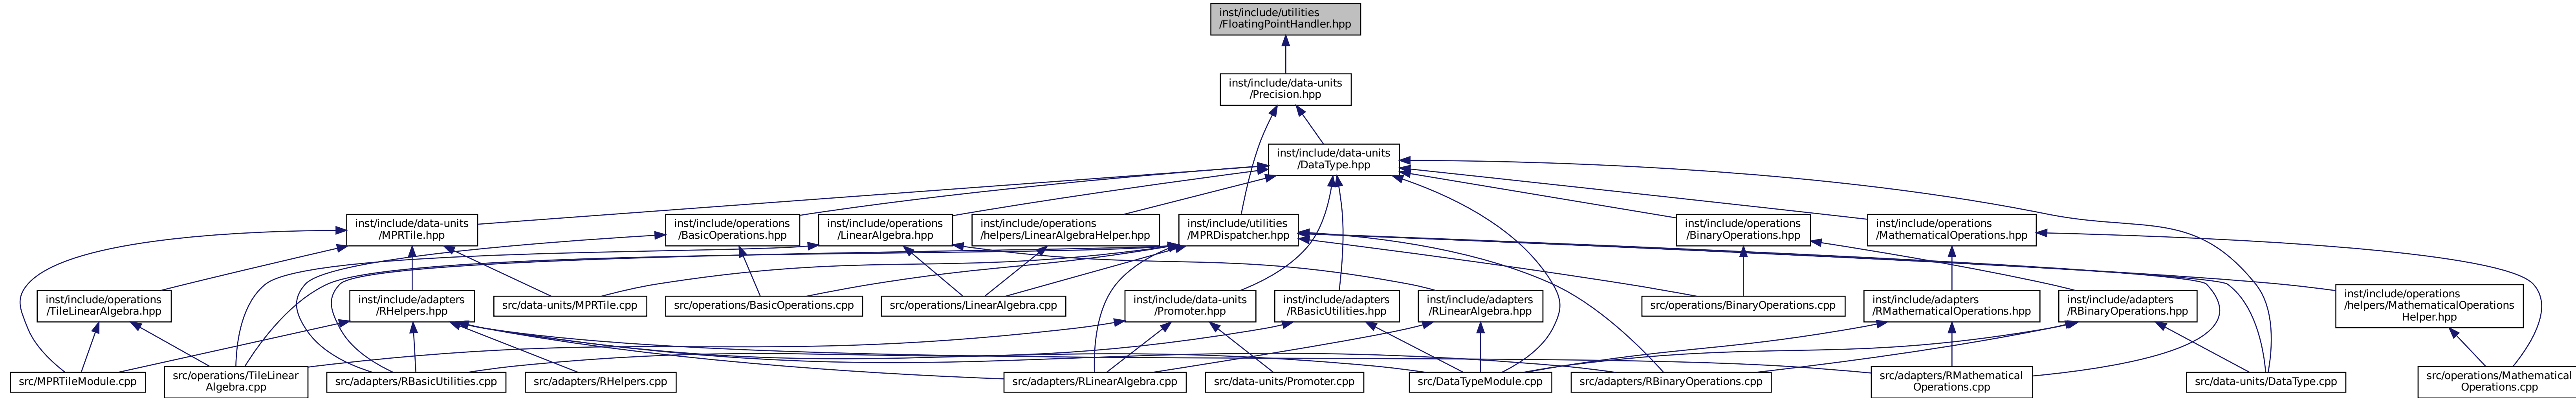 inst/include/utilities
/FloatingPointHandler.hpp
inst/include/data-units
/Precision.hpp
inst/include/data-units
/DataType.hpp
inst/include/data-units
/MPRTile.hpp
inst/include/operations
/BasicOperations.hpp
inst/include/operations
/LinearAlgebra.hpp
inst/include/operations
/helpers/LinearAlgebraHelper.hpp
inst/include/utilities
/MPRDispatcher.hpp
inst/include/operations
/BinaryOperations.hpp
inst/include/operations
/MathematicalOperations.hpp
inst/include/operations
/TileLinearAlgebra.hpp
inst/include/adapters
/RHelpers.hpp
src/data-units/MPRTile.cpp
src/operations/BasicOperations.cpp
src/operations/LinearAlgebra.cpp
inst/include/data-units
/Promoter.hpp
inst/include/adapters
/RBasicUtilities.hpp
inst/include/adapters
/RLinearAlgebra.hpp
src/operations/BinaryOperations.cpp
inst/include/adapters
/RMathematicalOperations.hpp
inst/include/adapters
/RBinaryOperations.hpp
inst/include/operations
/helpers/MathematicalOperations
Helper.hpp
src/MPRTileModule.cpp
src/operations/TileLinear
Algebra.cpp
src/adapters/RBasicUtilities.cpp
src/adapters/RHelpers.cpp
src/adapters/RLinearAlgebra.cpp
src/data-units/Promoter.cpp
src/DataTypeModule.cpp
src/adapters/RBinaryOperations.cpp
src/adapters/RMathematical
Operations.cpp
src/data-units/DataType.cpp
src/operations/Mathematical
Operations.cpp